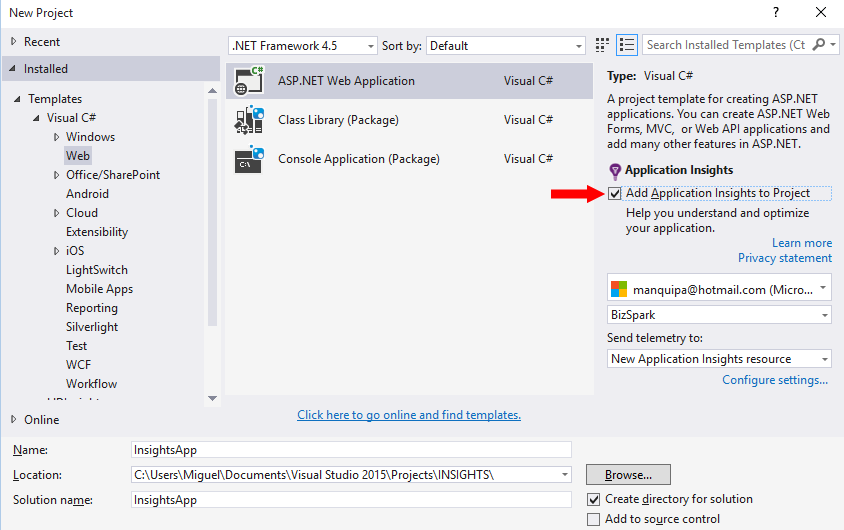 New Project
?
Recent
.NET Framework 4.5
Sort by:
Default
Search Installed Templates (Ct
Installed
Templates
Visual C#
Windows
Web
Office/SharePoint
Android
Cloud
Extensibility
iOS
LightSwitch
Mobile Apps
Reporting
Silverlight
Test
WCF
Workflow
Online
ASP.NET Web Application Visual C#
Class Library (Package) Visual C#
Console Application (Package) Visual C#
Click here to go online and find templates.
Type: Visual C#
A project template for creating ASP.NET
applications. You can create ASP.NET Web
Forms, MVC, or Web API applications and
add many other features in ASP.NET.
Application Insights
Add Application Insights to Project
Help you understand and optimize
your application.
Learn more
Privacy statement
manquipa@hotmail.com (Micro...
BizSpark
Send telemetry to:
New Application Insights resource
Configure settings...
Name: InsightsApp
Location: C:\Users\Miguel\Documents\Visual Studio 2015\Projects\INSIGHTS\
Browse...
Solution name: InsightsApp
Create directory for solution
Add to source control